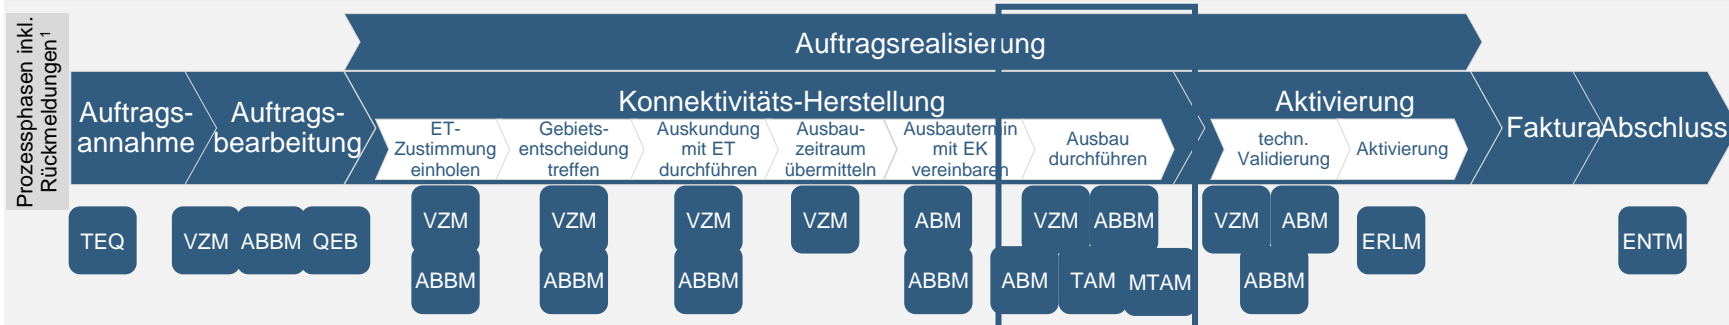 Prozessphasen inkl.
Rückmeldungen¹
Auftragsrealisierung
Auftrags-
annahme
Auftrags-
bearbeitung
Konnektivitäts-Herstellung
Aktivierung
Faktura
Abschluss
ET-
Zustimmung
einholen
Gebiets-
entscheidung
treffen
Auskundung
mit ET
durchführen
Ausbau-
zeitraum
übermitteln
Ausbautermin
mit EK
vereinbaren
Ausbau
durchführen
techn.
Validierung
Aktivierung
TEQ
VZM ABBM QEB
VZM
ABBM
VZM
ABBM
VZM
ABBM
VZM
ABM
ABBM
VZM ABBM
ABM TAM MTAM
VZM ABM
ABBM
ERLM
ENTM